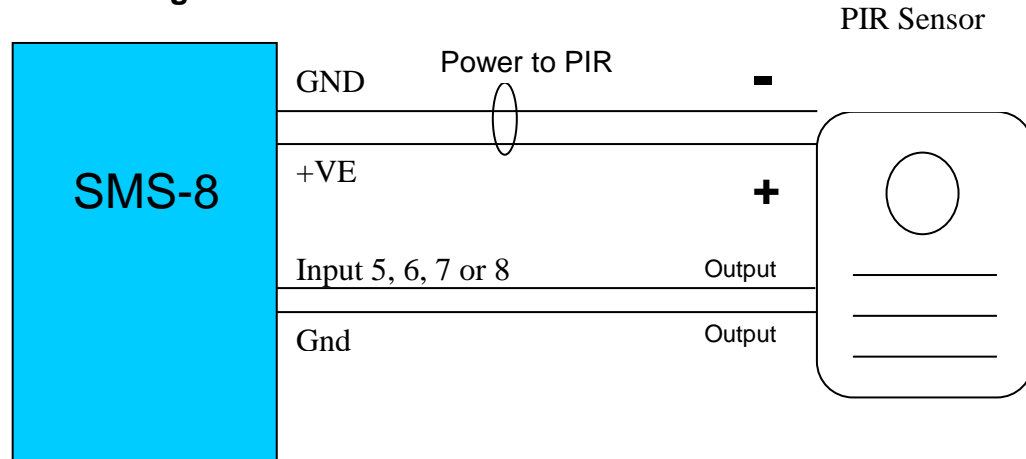 PIR Sensor
Power to PIR
GND
-
+VE
SMS-8
+
Input 5, 6, 7 or 8
Output
Gnd
Output